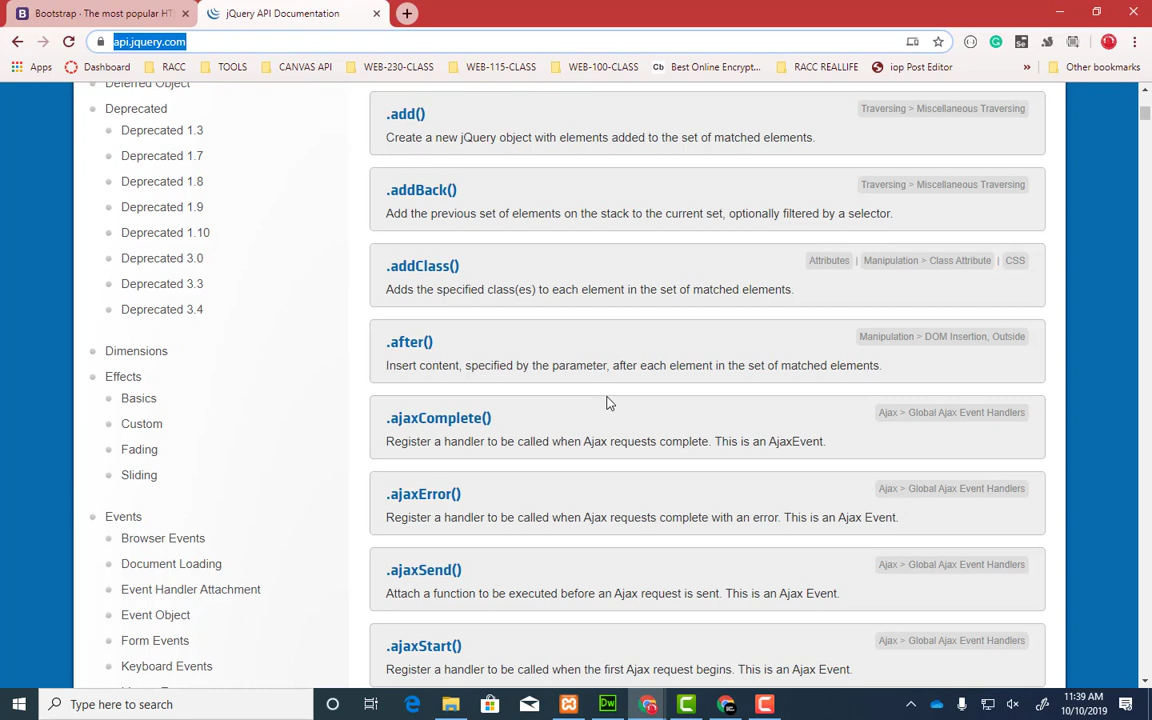 Bootstrap · The most popular HT
jQuery API Documentation
api.jquery.com
Apps
Dashboard
RACC
TOOLS
CANVAS API
WEB-230-CLASS
WEB-115-CLASS
WEB-100-CLASS
Cb
Best Online Encrypt...
RACC REALLIFE
iop Post Editor
»
Other bookmarks
Deferred Object
Deprecated
Deprecated 1.3
Deprecated 1.7
Deprecated 1.8
Deprecated 1.9
Deprecated 1.10
Deprecated 3.0
Deprecated 3.3
Deprecated 3.4
Dimensions
Effects
Basics
Custom
Fading
Sliding
Events
Browser Events
Document Loading
Event Handler Attachment
Event Object
Form Events
Keyboard Events
.add()
Traversing > Miscellaneous Traversing
Create a new jQuery object with elements added to the set of matched elements.
.addBack()
Traversing > Miscellaneous Traversing
Add the previous set of elements on the stack to the current set, optionally filtered by a selector.
.addClass()
Attributes | Manipulation > Class Attribute | CSS
Adds the specified class(es) to each element in the set of matched elements.
.after()
Manipulation > DOM Insertion, Outside
Insert content, specified by the parameter, after each element in the set of matched elements.
.ajaxComplete()
Ajax > Global Ajax Event Handlers
Register a handler to be called when Ajax requests complete. This is an AjaxEvent.
.ajaxError()
Ajax > Global Ajax Event Handlers
Register a handler to be called when Ajax requests complete with an error. This is an Ajax Event.
.ajaxSend()
Ajax > Global Ajax Event Handlers
Attach a function to be executed before an Ajax request is sent. This is an Ajax Event.
.ajaxStart()
Ajax > Global Ajax Event Handlers
Register a handler to be called when the first Ajax request begins. This is an Ajax Event.
Type here to search
Dw
11:39 AM
10/10/2019